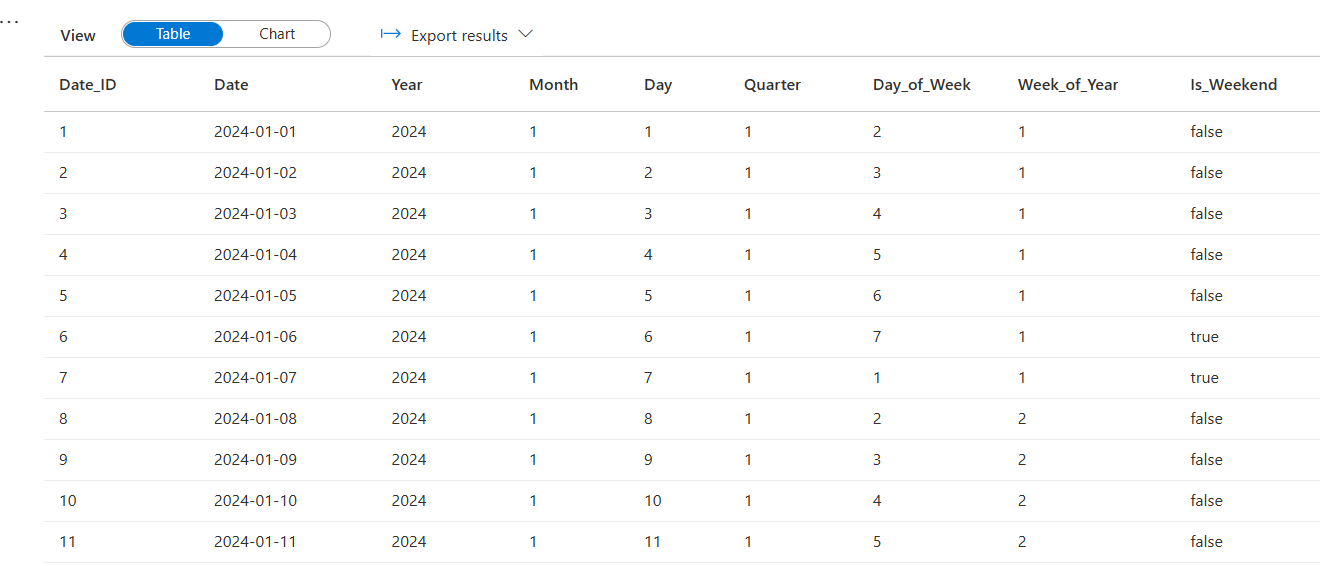 ...
View Table Chart Export results
Date_ID Date Year Month Day Quarter Day_of_Week Week_of_Year Is_Weekend
1 2024-01-01 2024 1 1 1 2 1 false
2 2024-01-02 2024 1 2 1 3 1 false
3 2024-01-03 2024 1 3 1 4 1 false
4 2024-01-04 2024 1 4 1 5 1 false
5 2024-01-05 2024 1 5 1 6 1 false
6 2024-01-06 2024 1 6 1 7 1 true
7 2024-01-07 2024 1 7 1 1 1 true
8 2024-01-08 2024 1 8 1 2 2 false
9 2024-01-09 2024 1 9 1 3 2 false
10 2024-01-10 2024 1 10 1 4 2 false
11 2024-01-11 2024 1 11 1 5 2 false